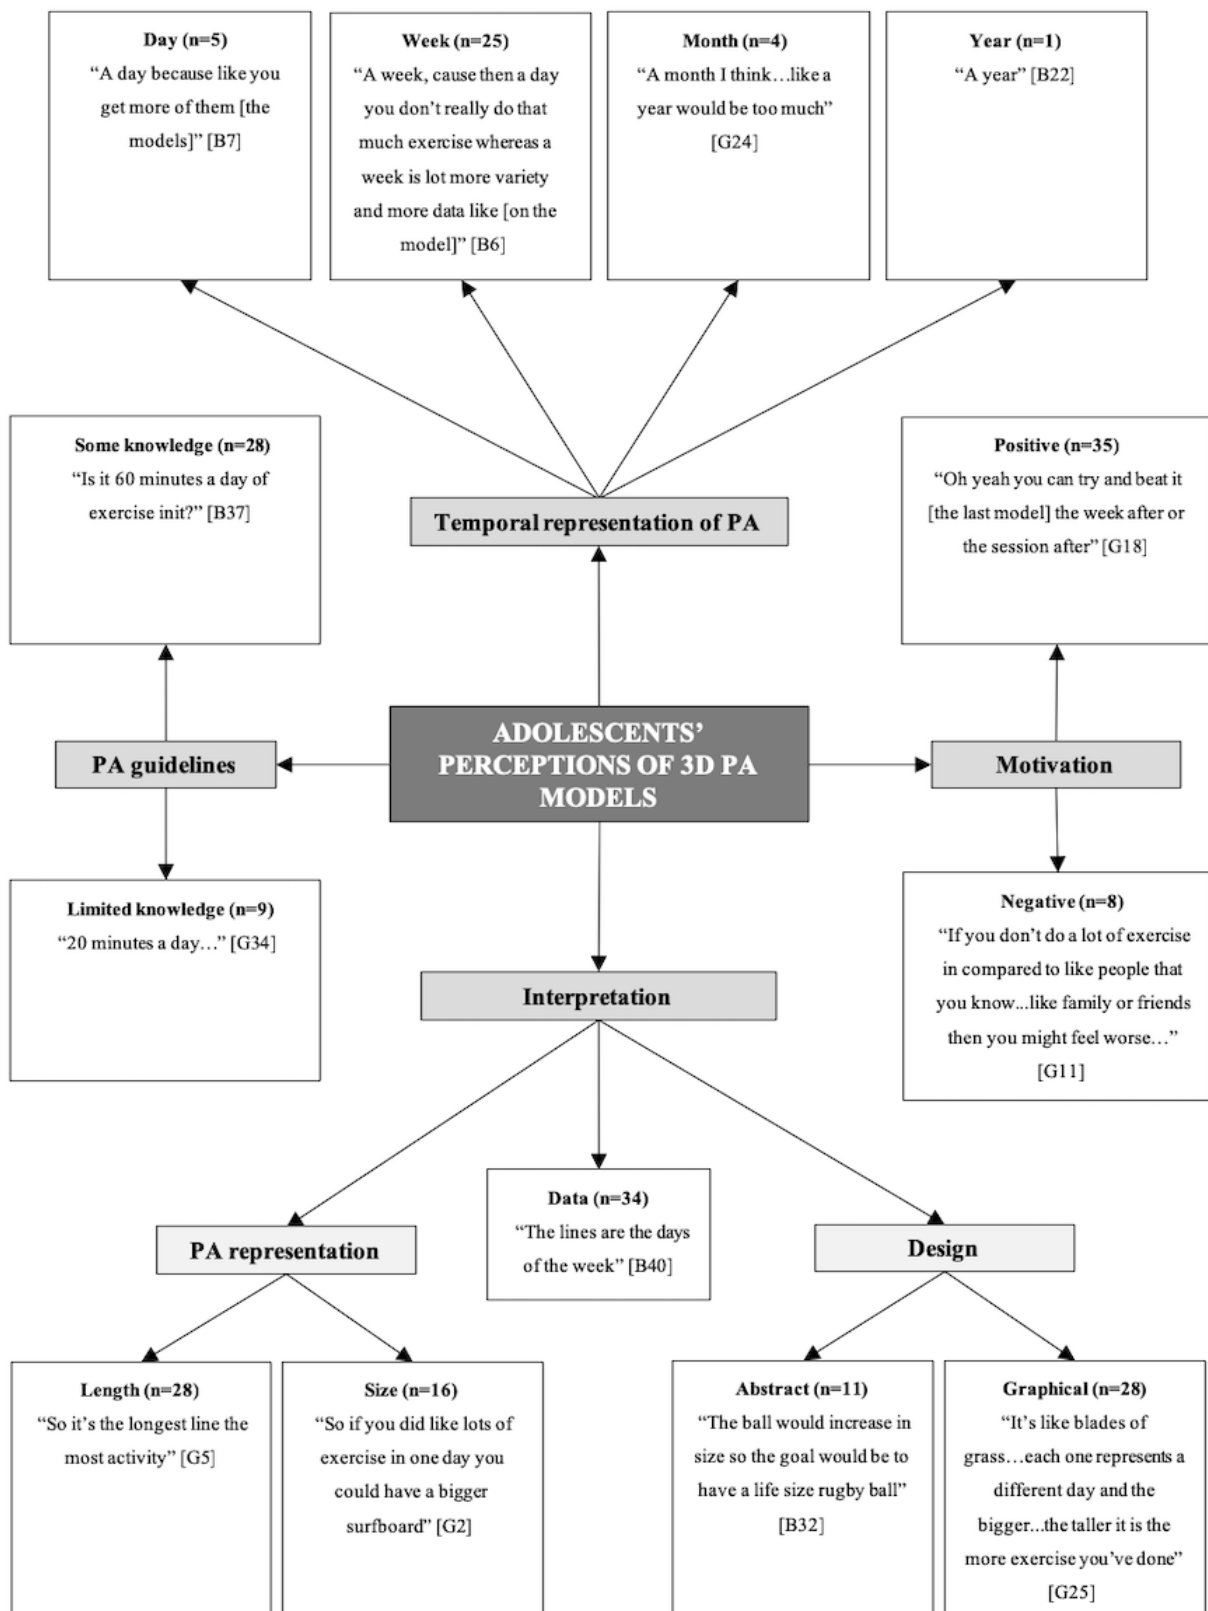 Day (n=5)
“A day because like you
get more of them [the
models]” [B7]
Week (n=25)
“A week, cause then a day
you don’t really do that
much exercise whereas a
week is lot more variety
and more data like [on the
model]” [B6]
Month (n=4)
“A month I think…like a
year would be too much”
[G24]
Year (n=1)
“A year” [B22]
Some knowledge (n=28)
“Is it 60 minutes a day of
exercise init?” [B37]
Temporal representation of PA
Positive (n=35)
“Oh yeah you can try and beat it
[the last model] the week after or
the session after” [G18]
PA guidelines
ADOLESCENTS’
PERCEPTIONS OF 3D PA
MODELS
Motivation
Limited knowledge (n=9)
“20 minutes a day…” [G34]
Interpretation
Negative (n=8)
“If you don’t do a lot of exercise
in compared to like people that
you know...like family or friends
then you might feel worse…”
[G11]
PA representation
Data (n=34)
“The lines are the days
of the week” [B40]
Design
Length (n=28)
“So it’s the longest line the
most activity” [G5]
Size (n=16)
“So if you did like lots of
exercise in one day you
could have a bigger
surfboard” [G2]
Abstract (n=11)
“The ball would increase in
size so the goal would be to
have a life size rugby ball”
[B32]
Graphical (n=28)
“It’s like blades of
grass…each one represents a
different day and the
bigger...the taller it is the
more exercise you’ve done”
[G25]